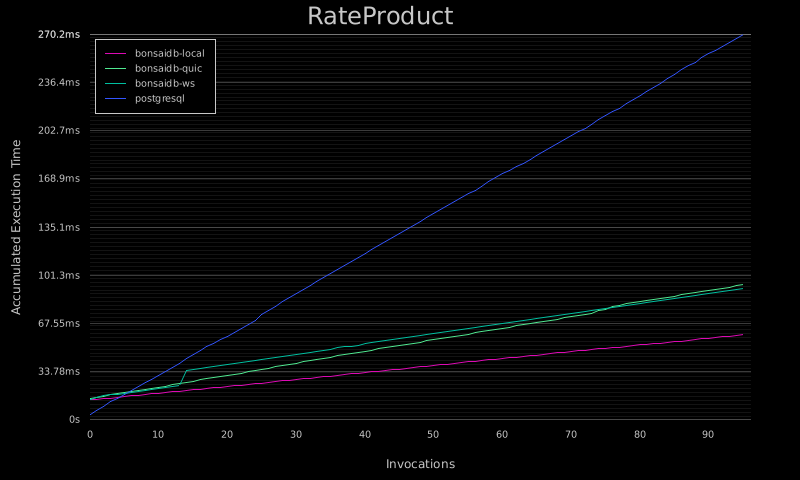 RateProduct
270.2ms
236.4ms
202.7ms
168.9ms
135.1ms
101.3ms
67.55ms
33.78ms
0s
bonsaidb-local
bonsaidb-quic
bonsaidb-ws
postgresql
Accumulated Execution Time
0 10 20 30 40 50 60 70 80 90
Invocations